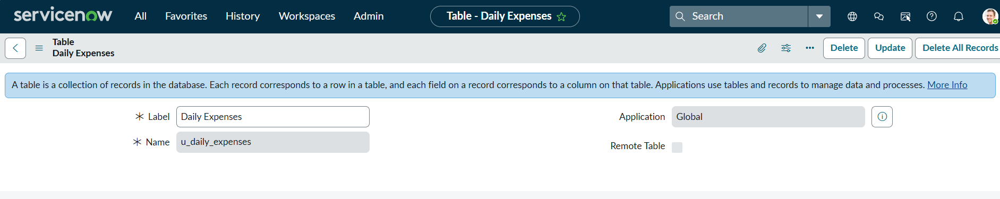 servicenow All Favorites History Workspaces Admin Table - Daily Expenses Search
Table
Daily Expenses
Delete Update Delete All Records
A table is a collection of records in the database. Each record corresponds to a row in a table, and each field on a record corresponds to a column on that table. Applications use tables and records to manage data and processes. More Info
Label Daily Expenses Application Global
Name u_daily_expenses Remote Table